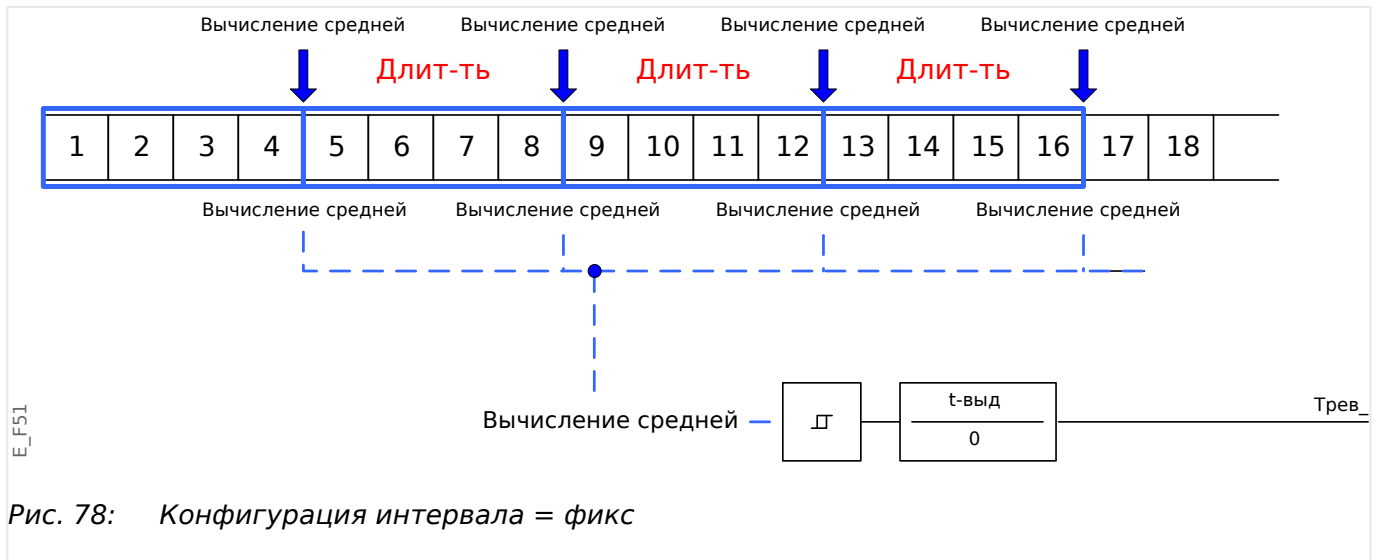 Вычисление средней Вычисление средней Вычисление средней Вычисление средней
Длит-ть Длит-ть Длит-ть
1 2 3 4 5 6 7 8 9 10 11 12 13 14 15 16 17 18
Вычисление средней Вычисление средней Вычисление средней Вычисление средней
t-выд
Трев_
Вычисление средней
0
E_F51
Рис. 78: Конфигурация интервала = фикс